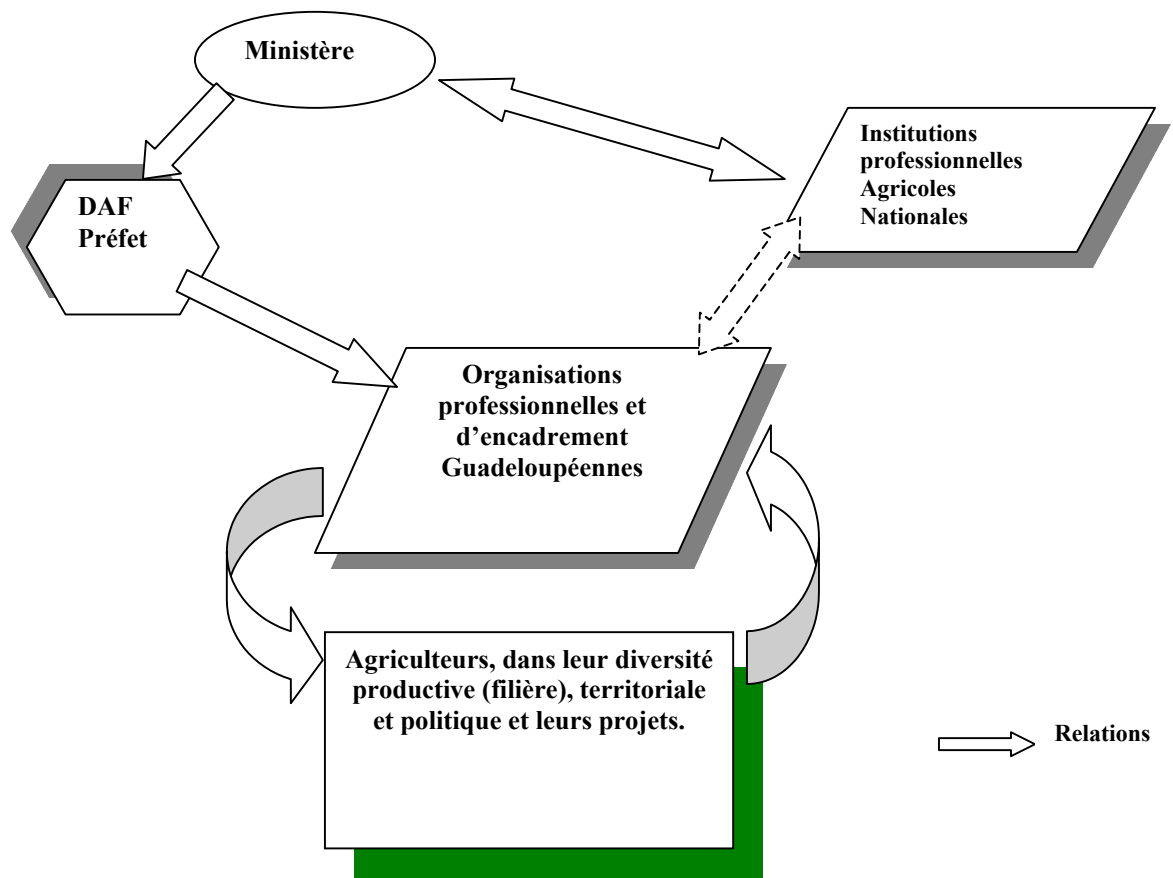 Ministère
Institutions
professionnelles
Agricoles
Nationales
DAF
Préfet
Organisations
professionnelles et
d’encadrement
Guadeloupéennes
Agriculteurs, dans leur diversité
productive (filière), territoriale
et politique et leurs projets.
Relations